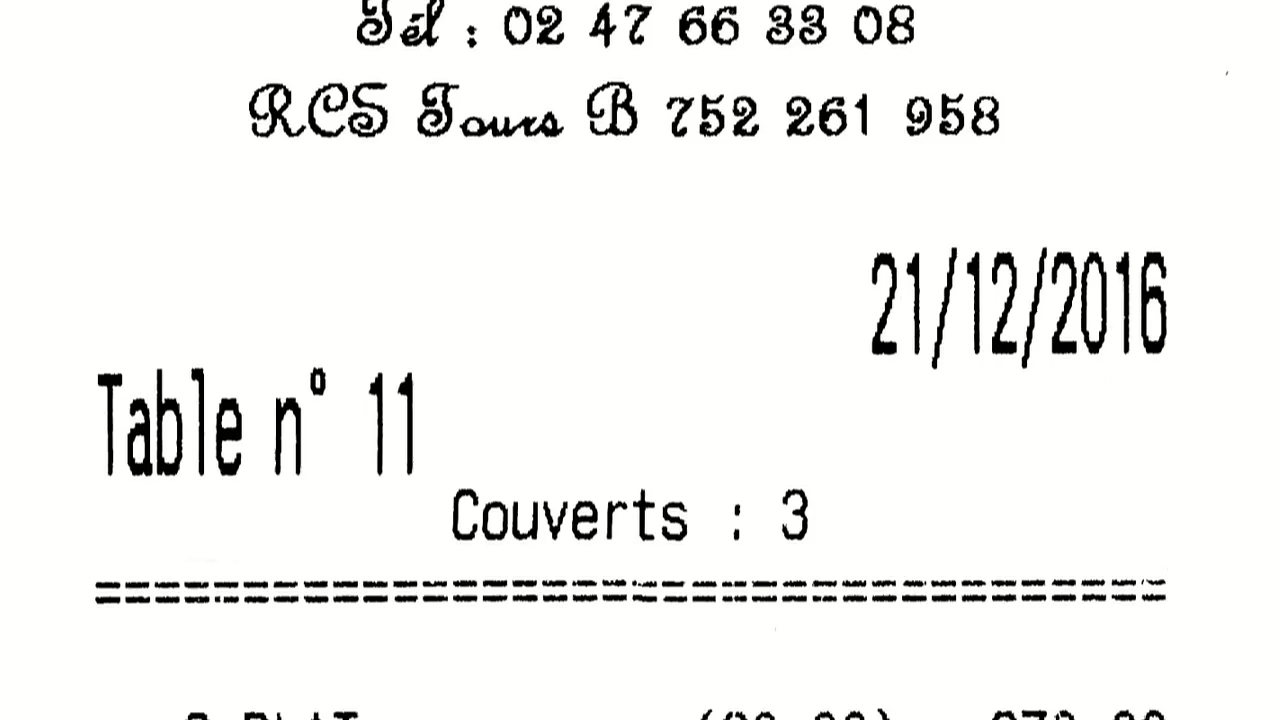 Tél : 02 47 66 33 08
RCS Tours B 752 261 958
21/12/2016
Table n° 11
Couverts : 3
================================